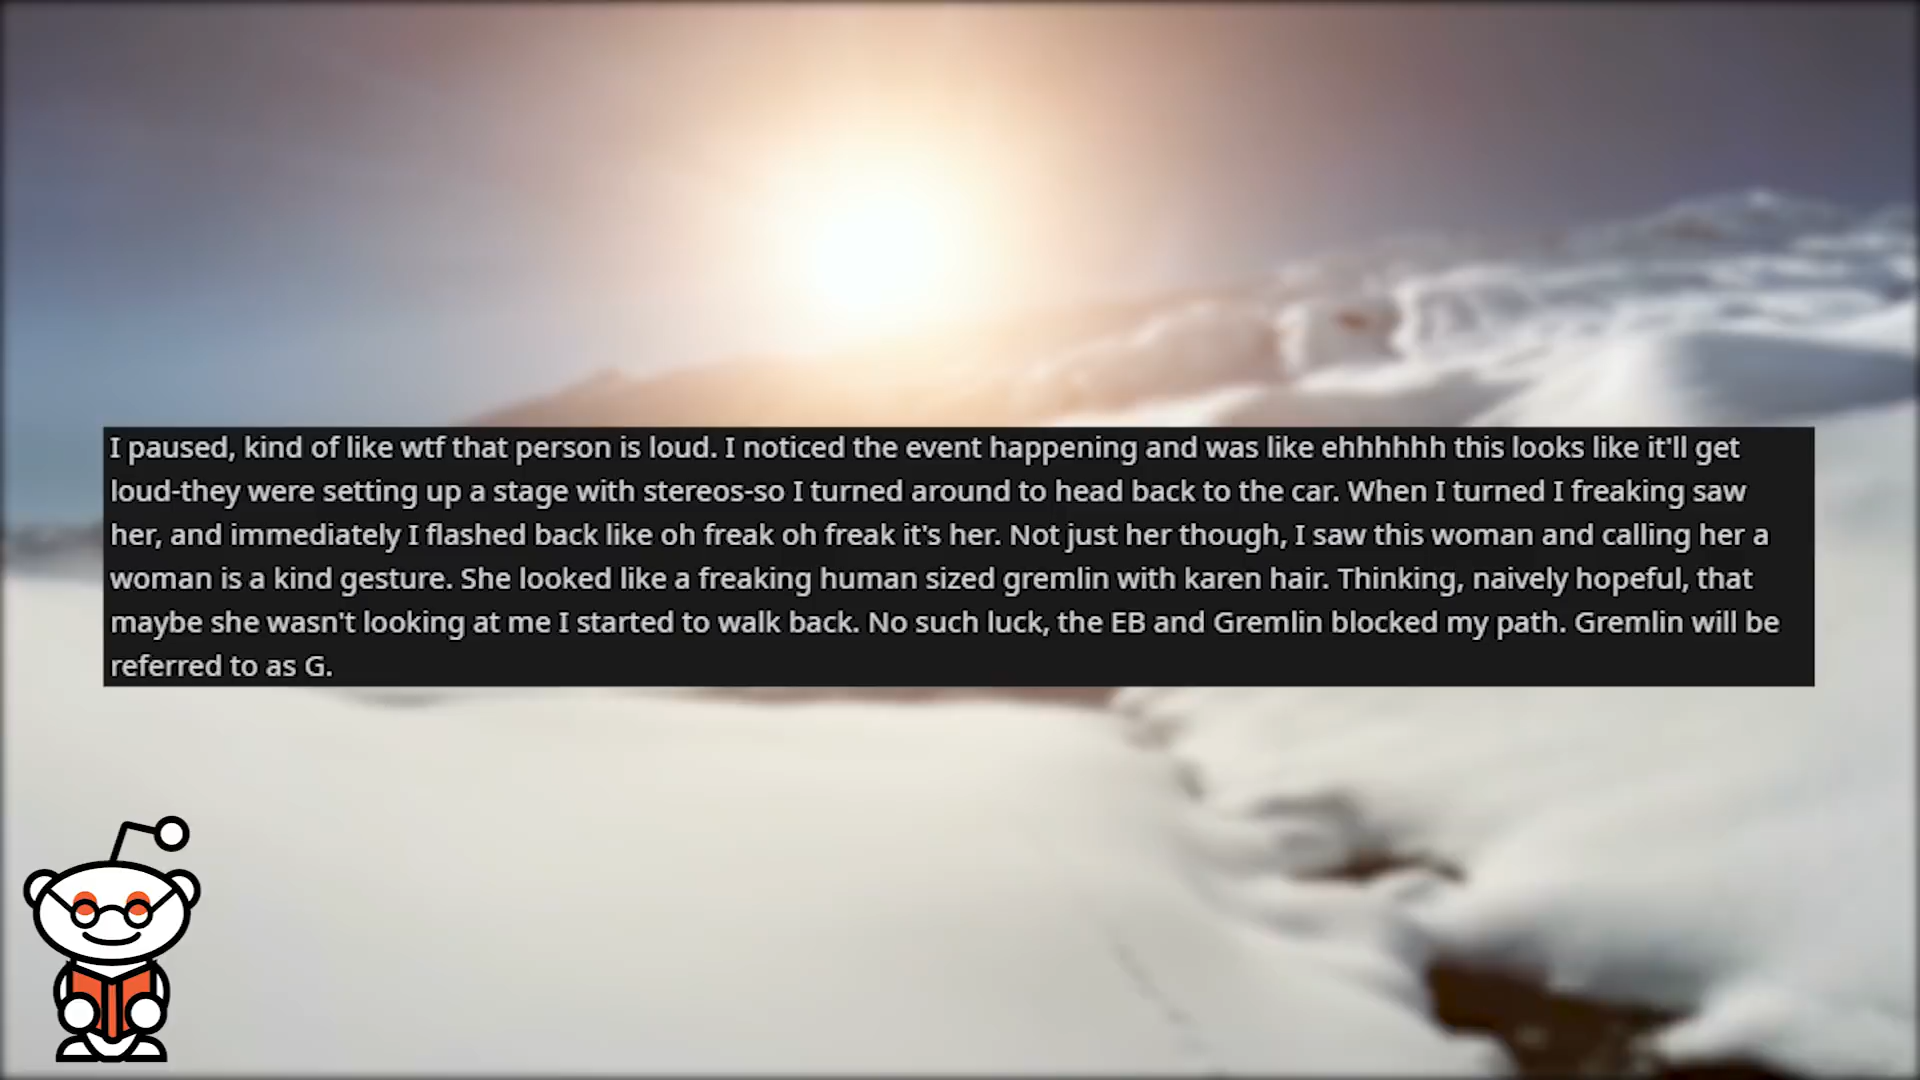 I paused, kind of like wtf that person is loud. I noticed the event happening and was like ehhhhhh this looks like it'll get
loud-they were setting up a stage with stereos-so I turned around to head back to the car. When I turned I freaking saw
her, and immediately I flashed back like oh freak oh freak it's her. Not just her though, I saw this woman and calling her a
woman is a kind gesture. She looked like a freaking human sized gremlin with karen hair. Thinking, naively hopeful, that
maybe she wasn't looking at me I started to walk back. No such luck, the EB and Gremlin blocked my path. Gremlin will be
referred to as G.